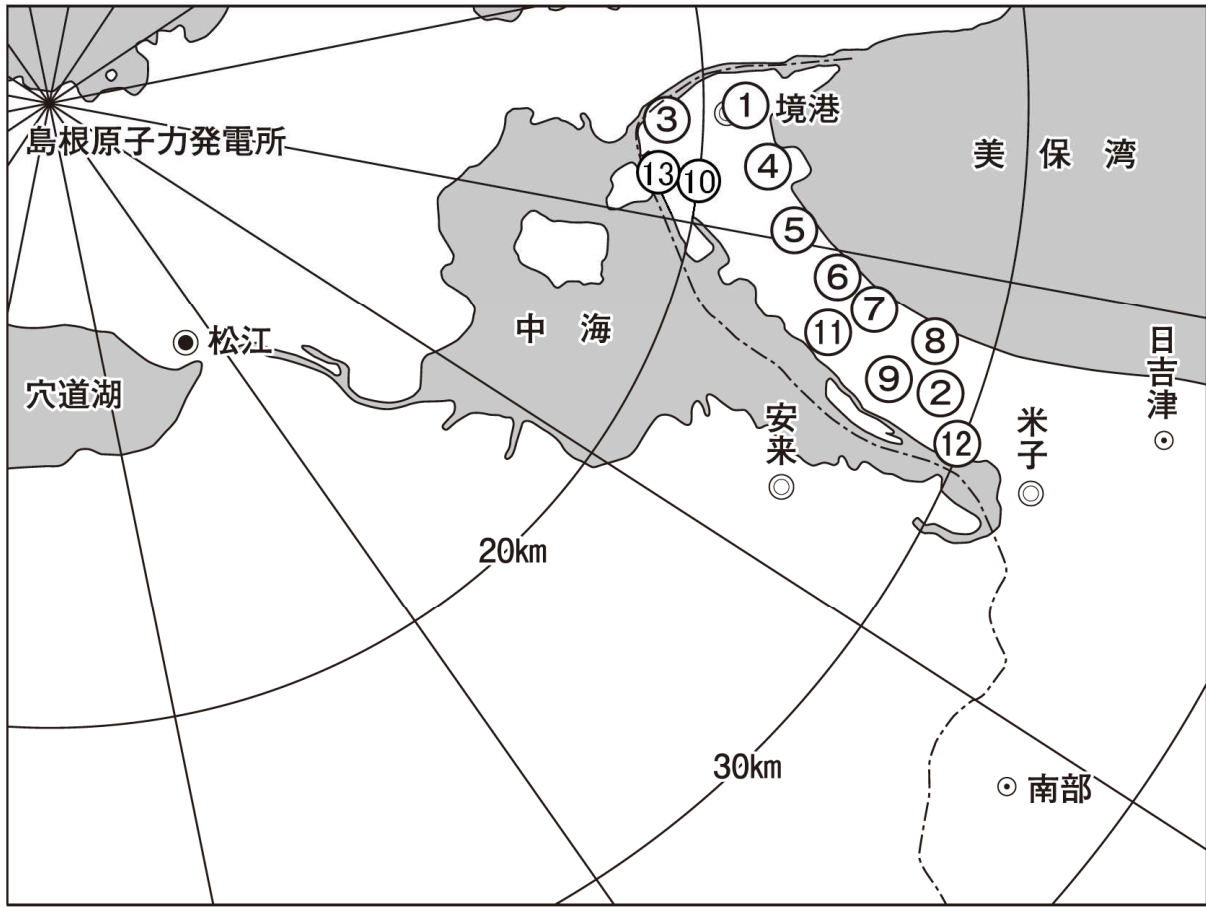 島根原子力発電所
①
境港
③
④
美保湾
⑬
⑩
⑤
⑥
⑦
⑪
⑧
⑨
②
⑫
中海
松江
穴道湖
安来
米子
日吉津
20km
30km
南部